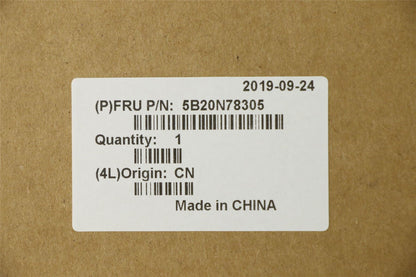 2019-09-24
(P)FRU P/N: 5B20N78305
Quantity: 1
(4L)Origin: CN
Made in CHINA